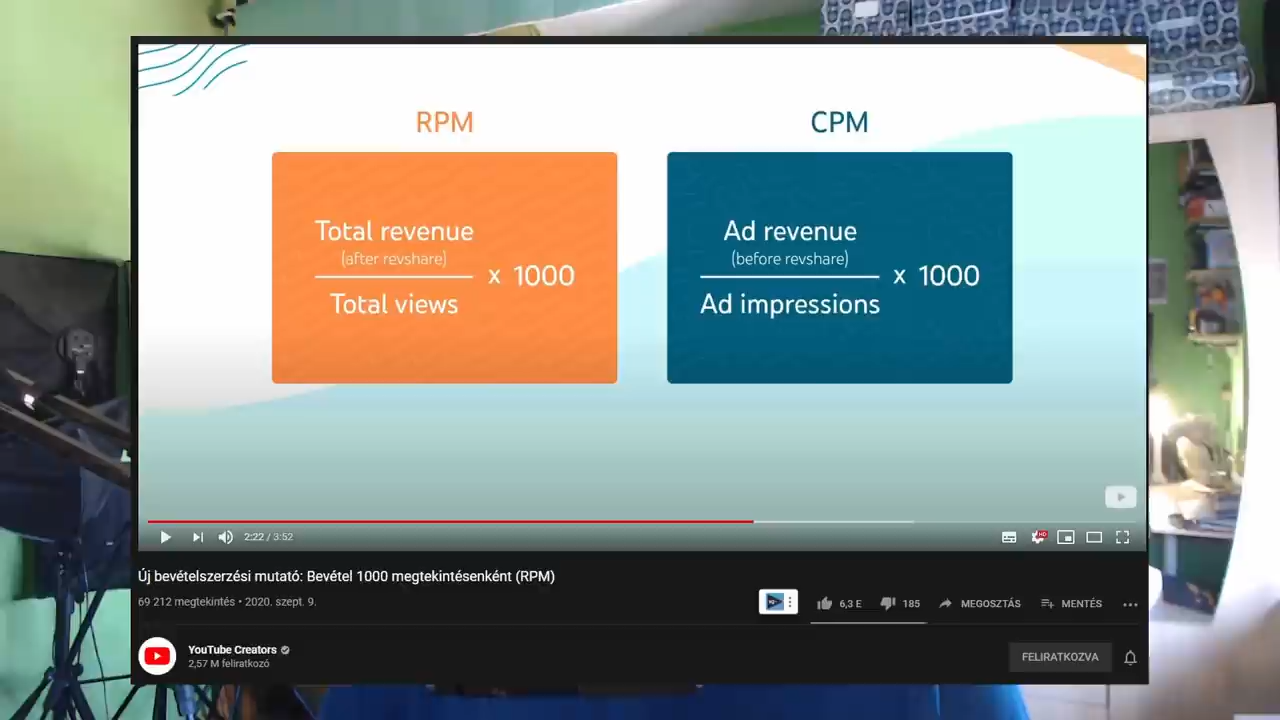 RPM
CPM
Total revenue
(after revshare)
Total views
x 1000
Ad revenue
(before revshare)
Ad impressions
x 1000
2:22 / 3:52
HD
Új bevételszerzési mutató: Bevétel 1000 megtekintésenként (RPM)
69 212 megtekintés • 2020. szept. 9.
6,3 E
185
MEGOSZTÁS
MENTÉS
YouTube Creators
2,57 M feliratkozó
FELIRATKOZVA